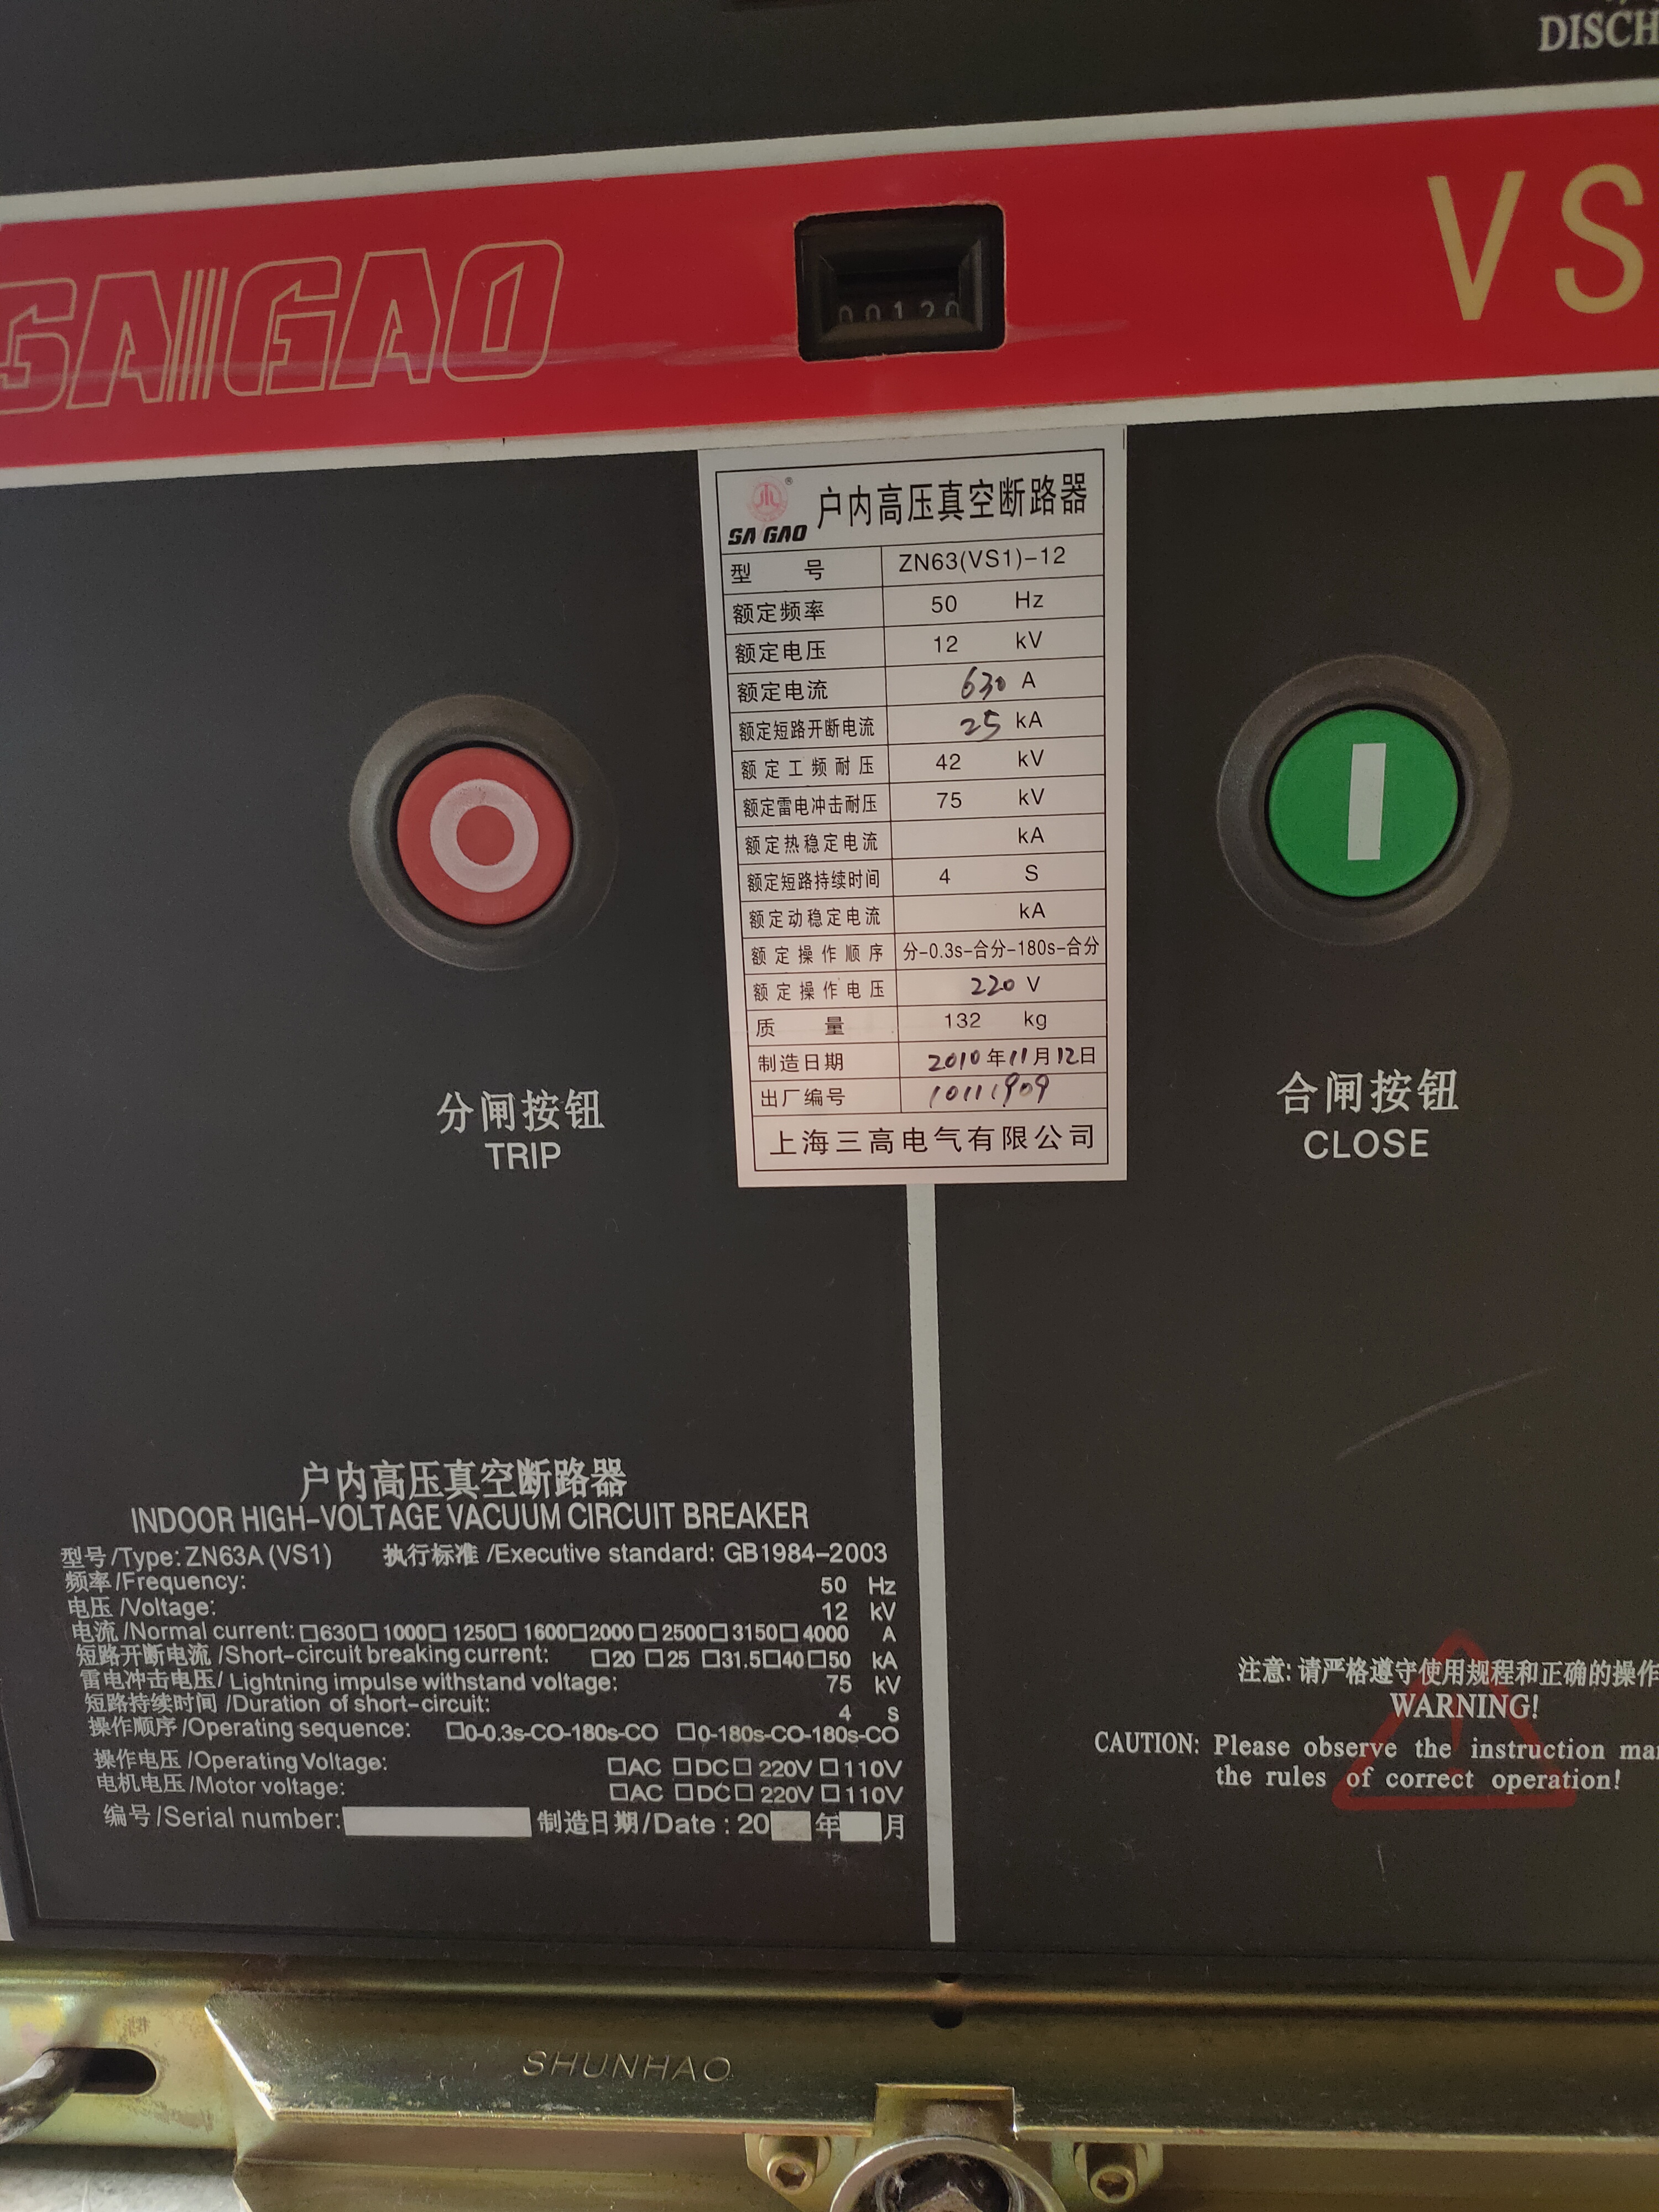 DISCH
SA GAO
00120
VS
SA GAO ® 户内高压真空断路器
型 号 ZN63(VS1)-12
额定频率 50 Hz
额定电压 12 kV
额定电流 630 A
额定短路开断电流 25 kA
额定工频耐压 42 kV
额定雷电冲击耐压 75 kV
额定热稳定电流 kA
额定短路持续时间 4 S
额定动稳定电流 kA
额定操作顺序 分-0.3s-合分-180s-合分
额定操作电压 220 V
质 量 132 kg
制造日期 2010年11月12日
出厂编号 10111909
上海三高电气有限公司
分闸按钮
TRIP
合闸按钮
CLOSE
户内高压真空断路器
INDOOR HIGH-VOLTAGE VACUUM CIRCUIT BREAKER
型号/Type: ZN63A(VS1) 执行标准/Executive standard: GB1984-2003
频率/Frequency: 50 Hz
电压/Voltage: 12 kV
电流/Normal current: □630□ 1000□ 1250□ 1600□2000 □ 2500□ 3150□ 4000 A
短路开断电流/Short-circuit breaking current: □20 □25 □31.5□40□50 kA
雷电冲击电压/Lightning impulse withstand voltage: 75 kV
短路持续时间/Duration of short-circuit: 4 s
操作顺序/Operating sequence: □0-0.3s-CO-180s-CO □0-180s-CO-180s-CO
操作电压/Operating Voltage: □AC □DC□ 220V □110V
电机电压/Motor voltage: □AC □DC□ 220V □110V
编号/Serial number: 制造日期/Date: 20 年 月
注意: 请严格遵守使用规程和正确的操作
WARNING!
CAUTION: Please observe the instruction ma
the rules of correct operation!
SHUNHAO